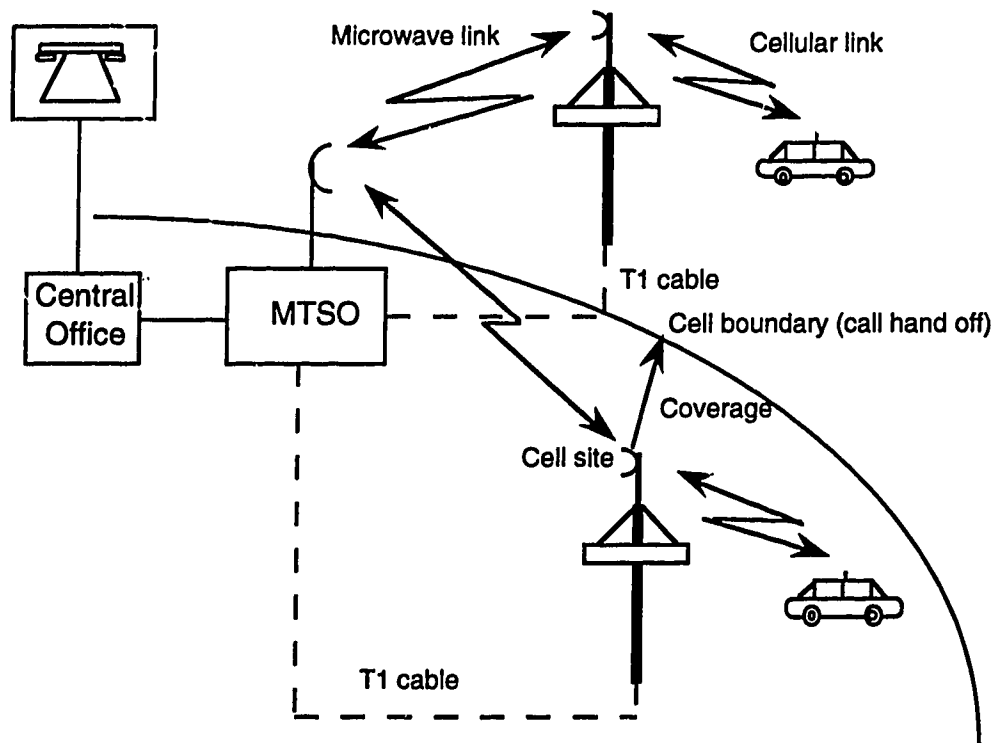 Microwave link
Cellular link
Central
Office
MTSO
T1 cable
Cell boundary (call hand off)
Coverage
Cell site
T1 cable